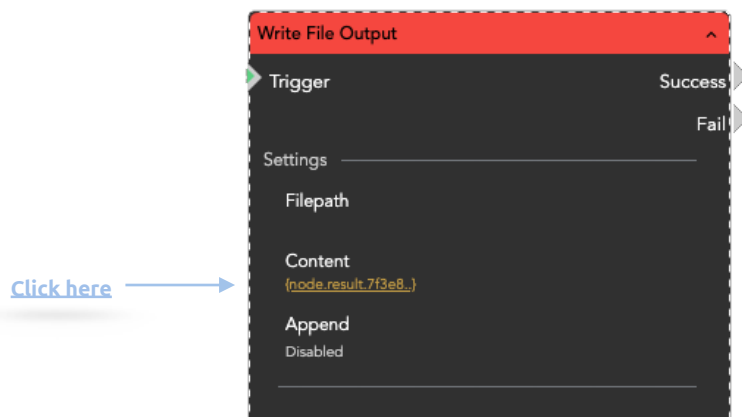 Write File Output
Trigger
Success
Fail
Settings
Filepath
Content
Click here
{node.result.7f3e8..}
Append
Disabled